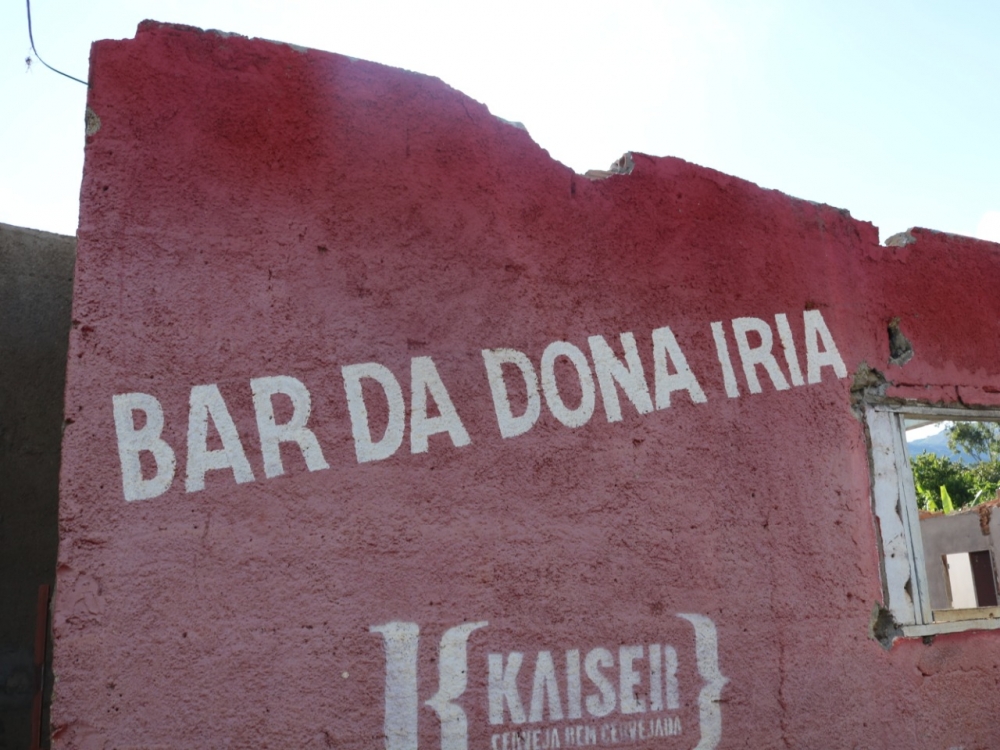 BAR DA DONA IRIA
KAISER
CERVEJA BEM CERVEJADA